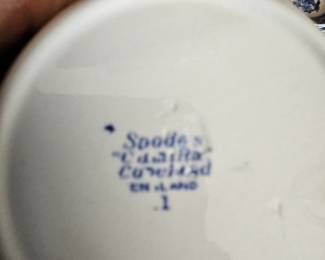 Spode's
"Camilla"
Copeland
ENGLAND
1